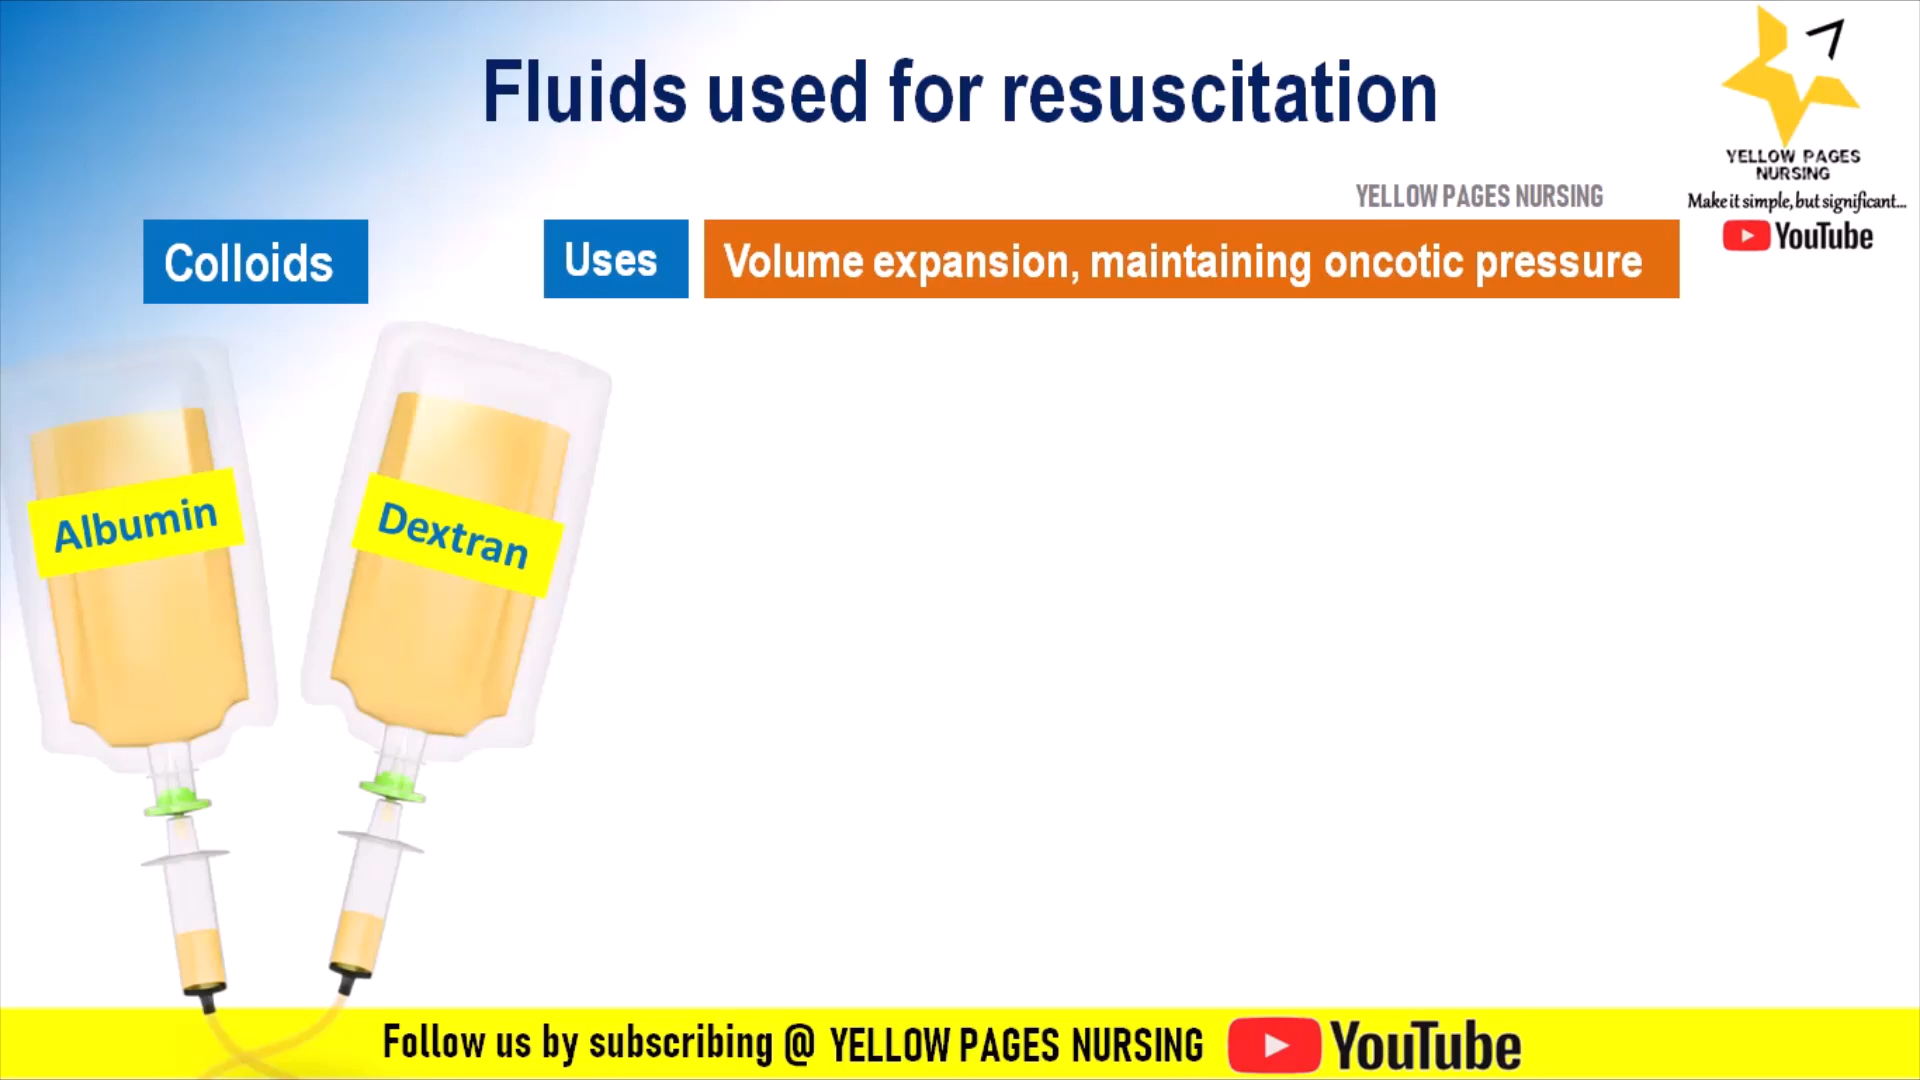 Fluids used for resuscitation
YELLOW PAGES
NURSING
Make it simple, but significant...
YouTube
YELLOW PAGES NURSING
Colloids
Uses
Volume expansion, maintaining oncotic pressure
Albumin
Dextran
Follow us by subscribing @ YELLOW PAGES NURSING YouTube